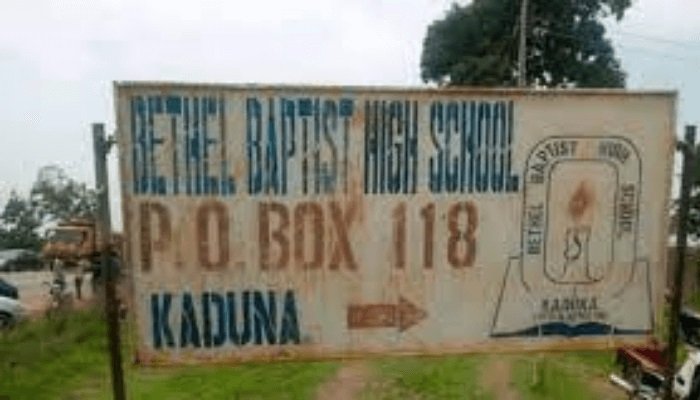 BETHEL BAPTIST HIGH SCHOOL
P.O.BOX 118
KADUNA
BETHEL BAPTIST HIGH SCHOOL
KADUNA